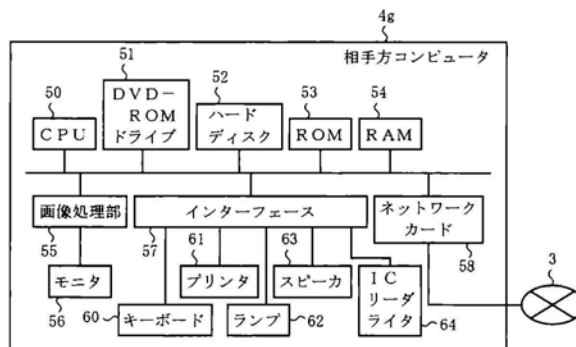 4g
相手方コンピュータ
50
51
52
53
54
CPU
DVD-
ROM
ドライブ
ハード
ディスク
ROM
RAM
画像処理部
インターフェース
ネットワーク
カード
55
57
58
61
63
モニタ
プリンタ
スピーカ
IC
リーダ
ライタ
3
56
60
キーボード
ランプ
62
64